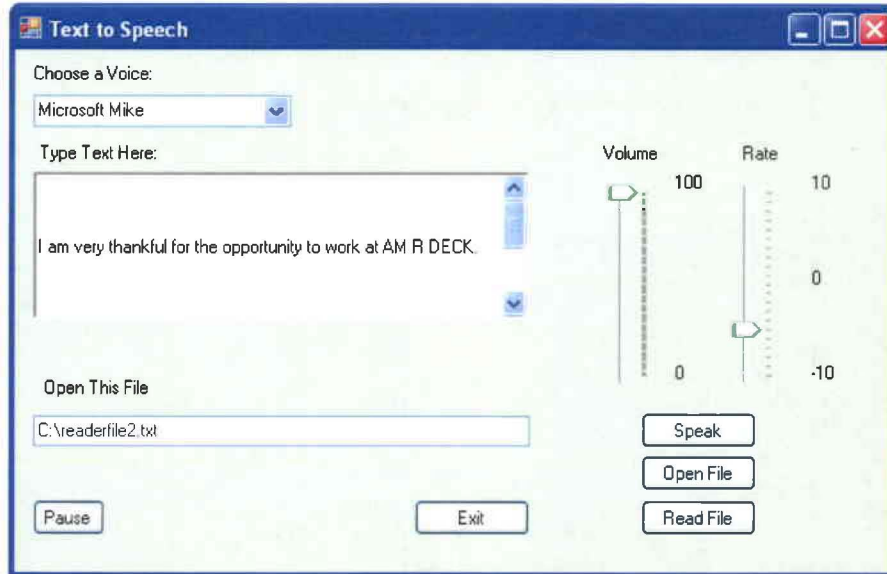 Text to Speech
Choose a Voice:
Microsoft Mike
Type Text Here:
I am very thankful for the opportunity to work at AM R DECK.
Volume
Rate
100
10
0
0
-10
Open This File
C:\readerfile2.txt
Speak
Open File
Pause
Exit
Read File